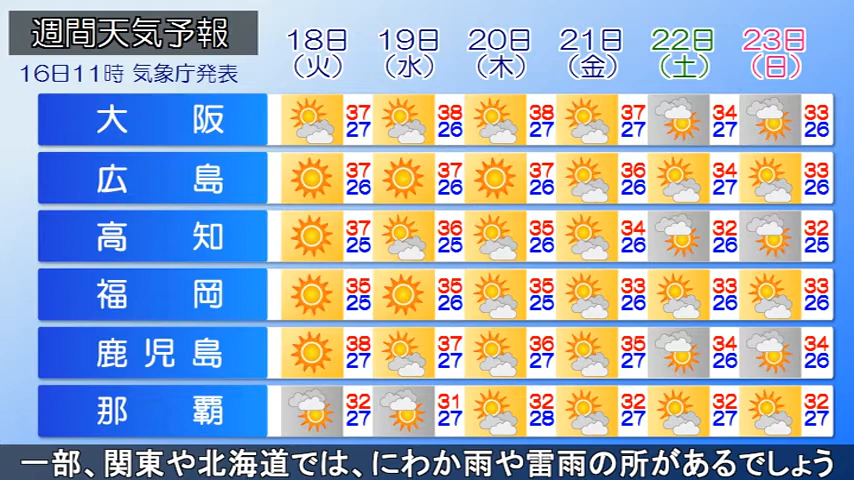 週間天気予報
16日11時 気象庁発表
18日 19日 20日 21日 22日 23日
(火) (水) (木) (金) (土) (日)
大阪 37 38 38 37 34 33
27 26 27 27 27 26
広島 37 37 37 36 34 33
26 26 26 26 27 26
高知 37 36 35 34 32 32
25 25 26 26 26 25
福岡 35 35 35 33 33 33
25 26 25 26 26 26
鹿児島 38 37 36 35 34 34
27 27 27 27 26 26
那覇 32 31 32 32 32 32
27 27 28 27 27 27
一部、関東や北海道では、にわか雨や雷雨の所があるでしょう